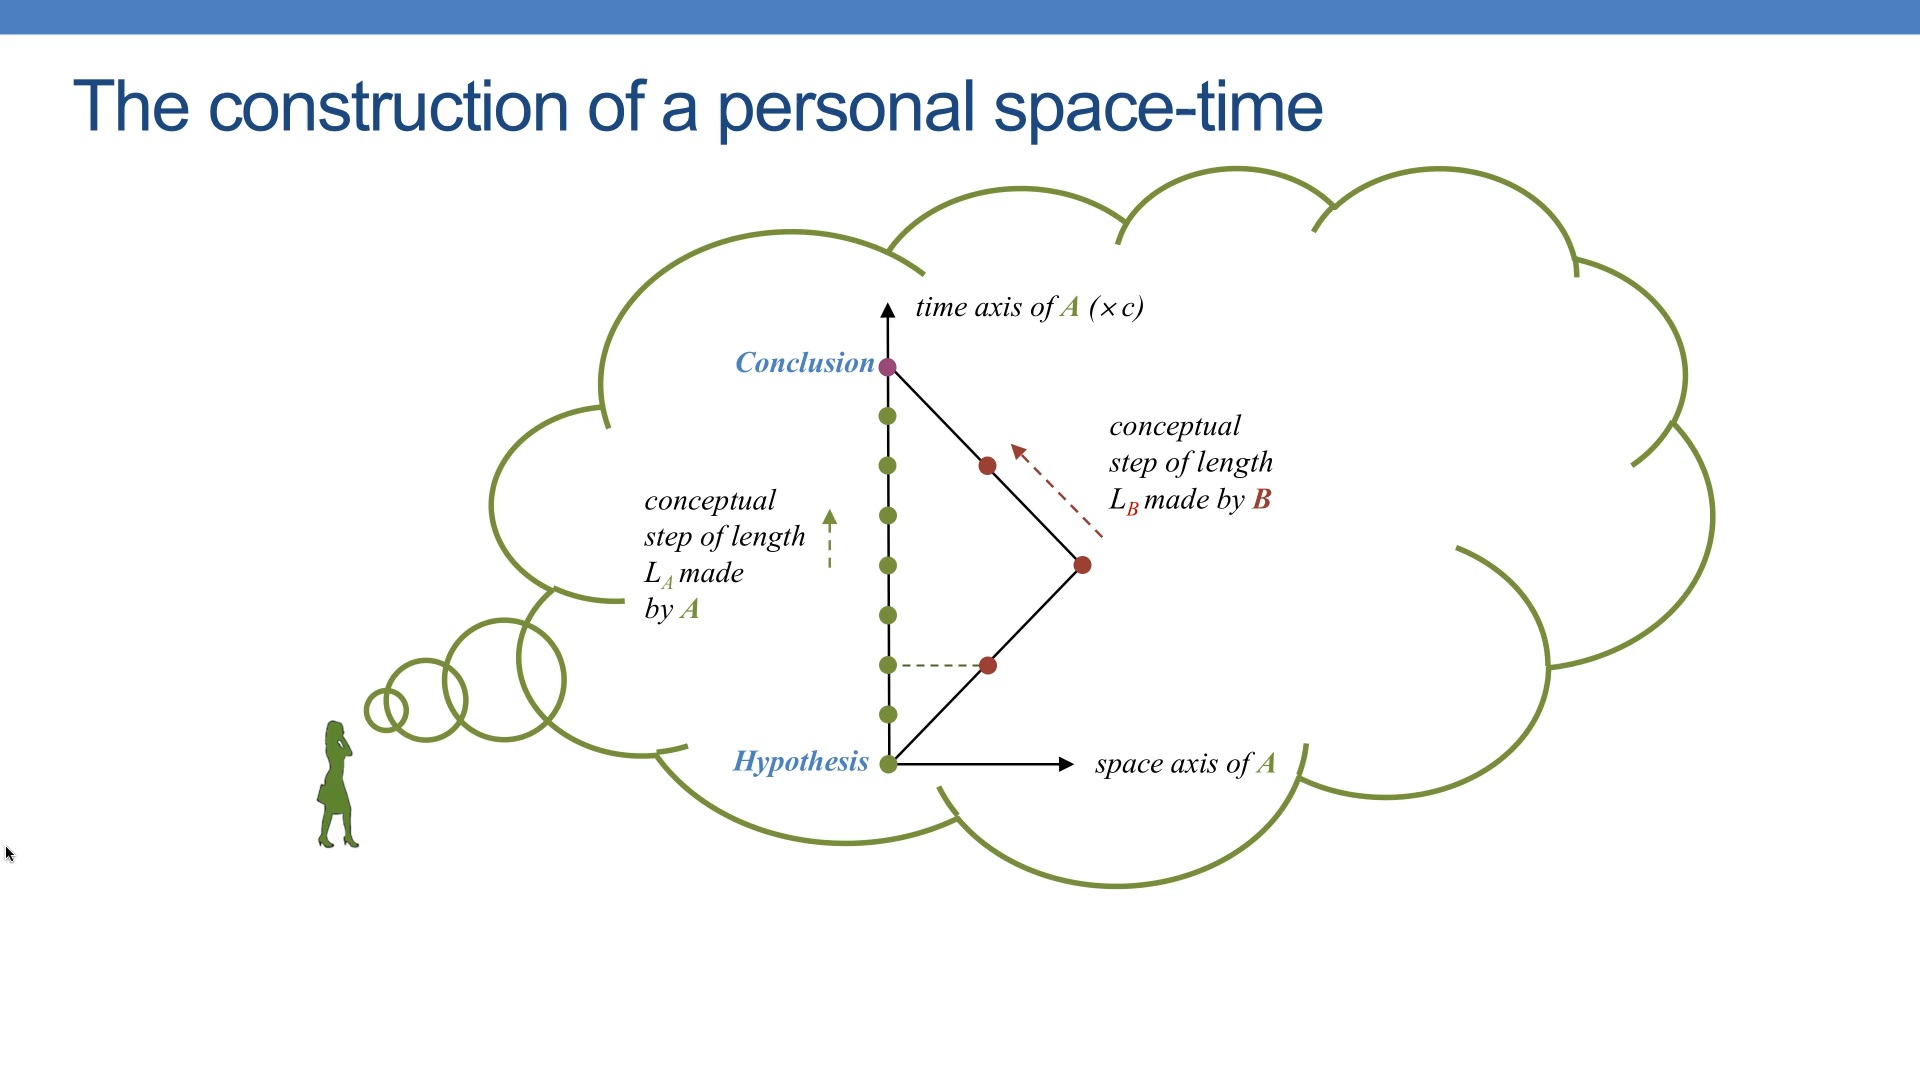 The construction of a personal space-time
time axis of A (× c)
Conclusion
conceptual
step of length
L_B made by B
conceptual
step of length
L_A made
by A
Hypothesis
space axis of A